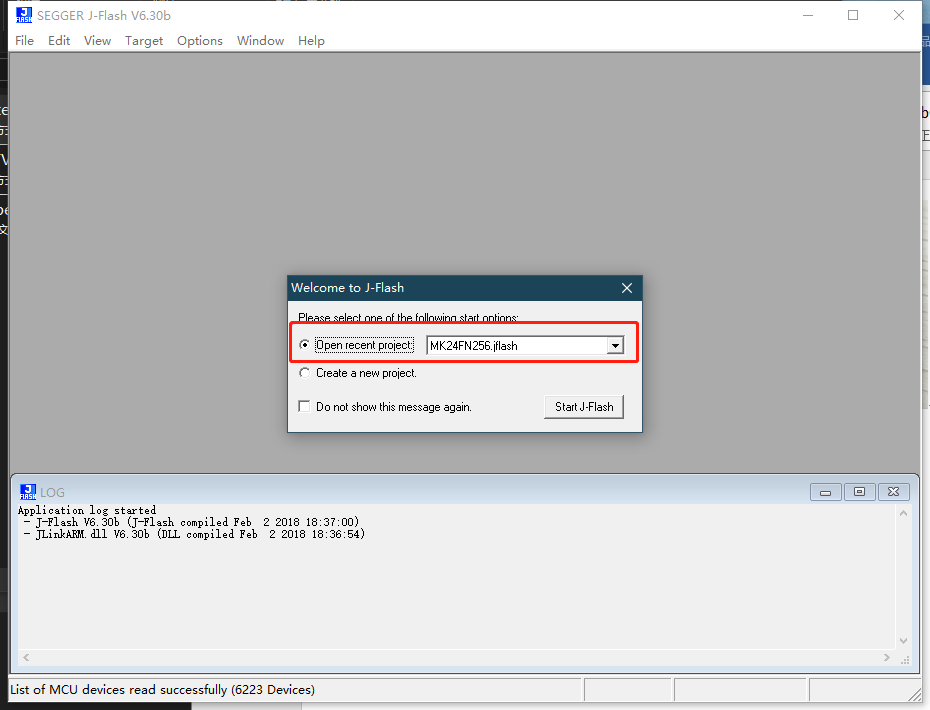 SEGGER J-Flash V6.30b
File Edit View Target Options Window Help
Welcome to J-Flash
Please select one of the following start options:
Open recent project: MK24FN256.jflash
Create a new project.
Do not show this message again. Start J-Flash
LOG
Application log started
- J-Flash V6.30b (J-Flash compiled Feb  2 2018 18:37:00)
- JLinkARM.dll V6.30b (DLL compiled Feb  2 2018 18:36:54)
List of MCU devices read successfully (6223 Devices)